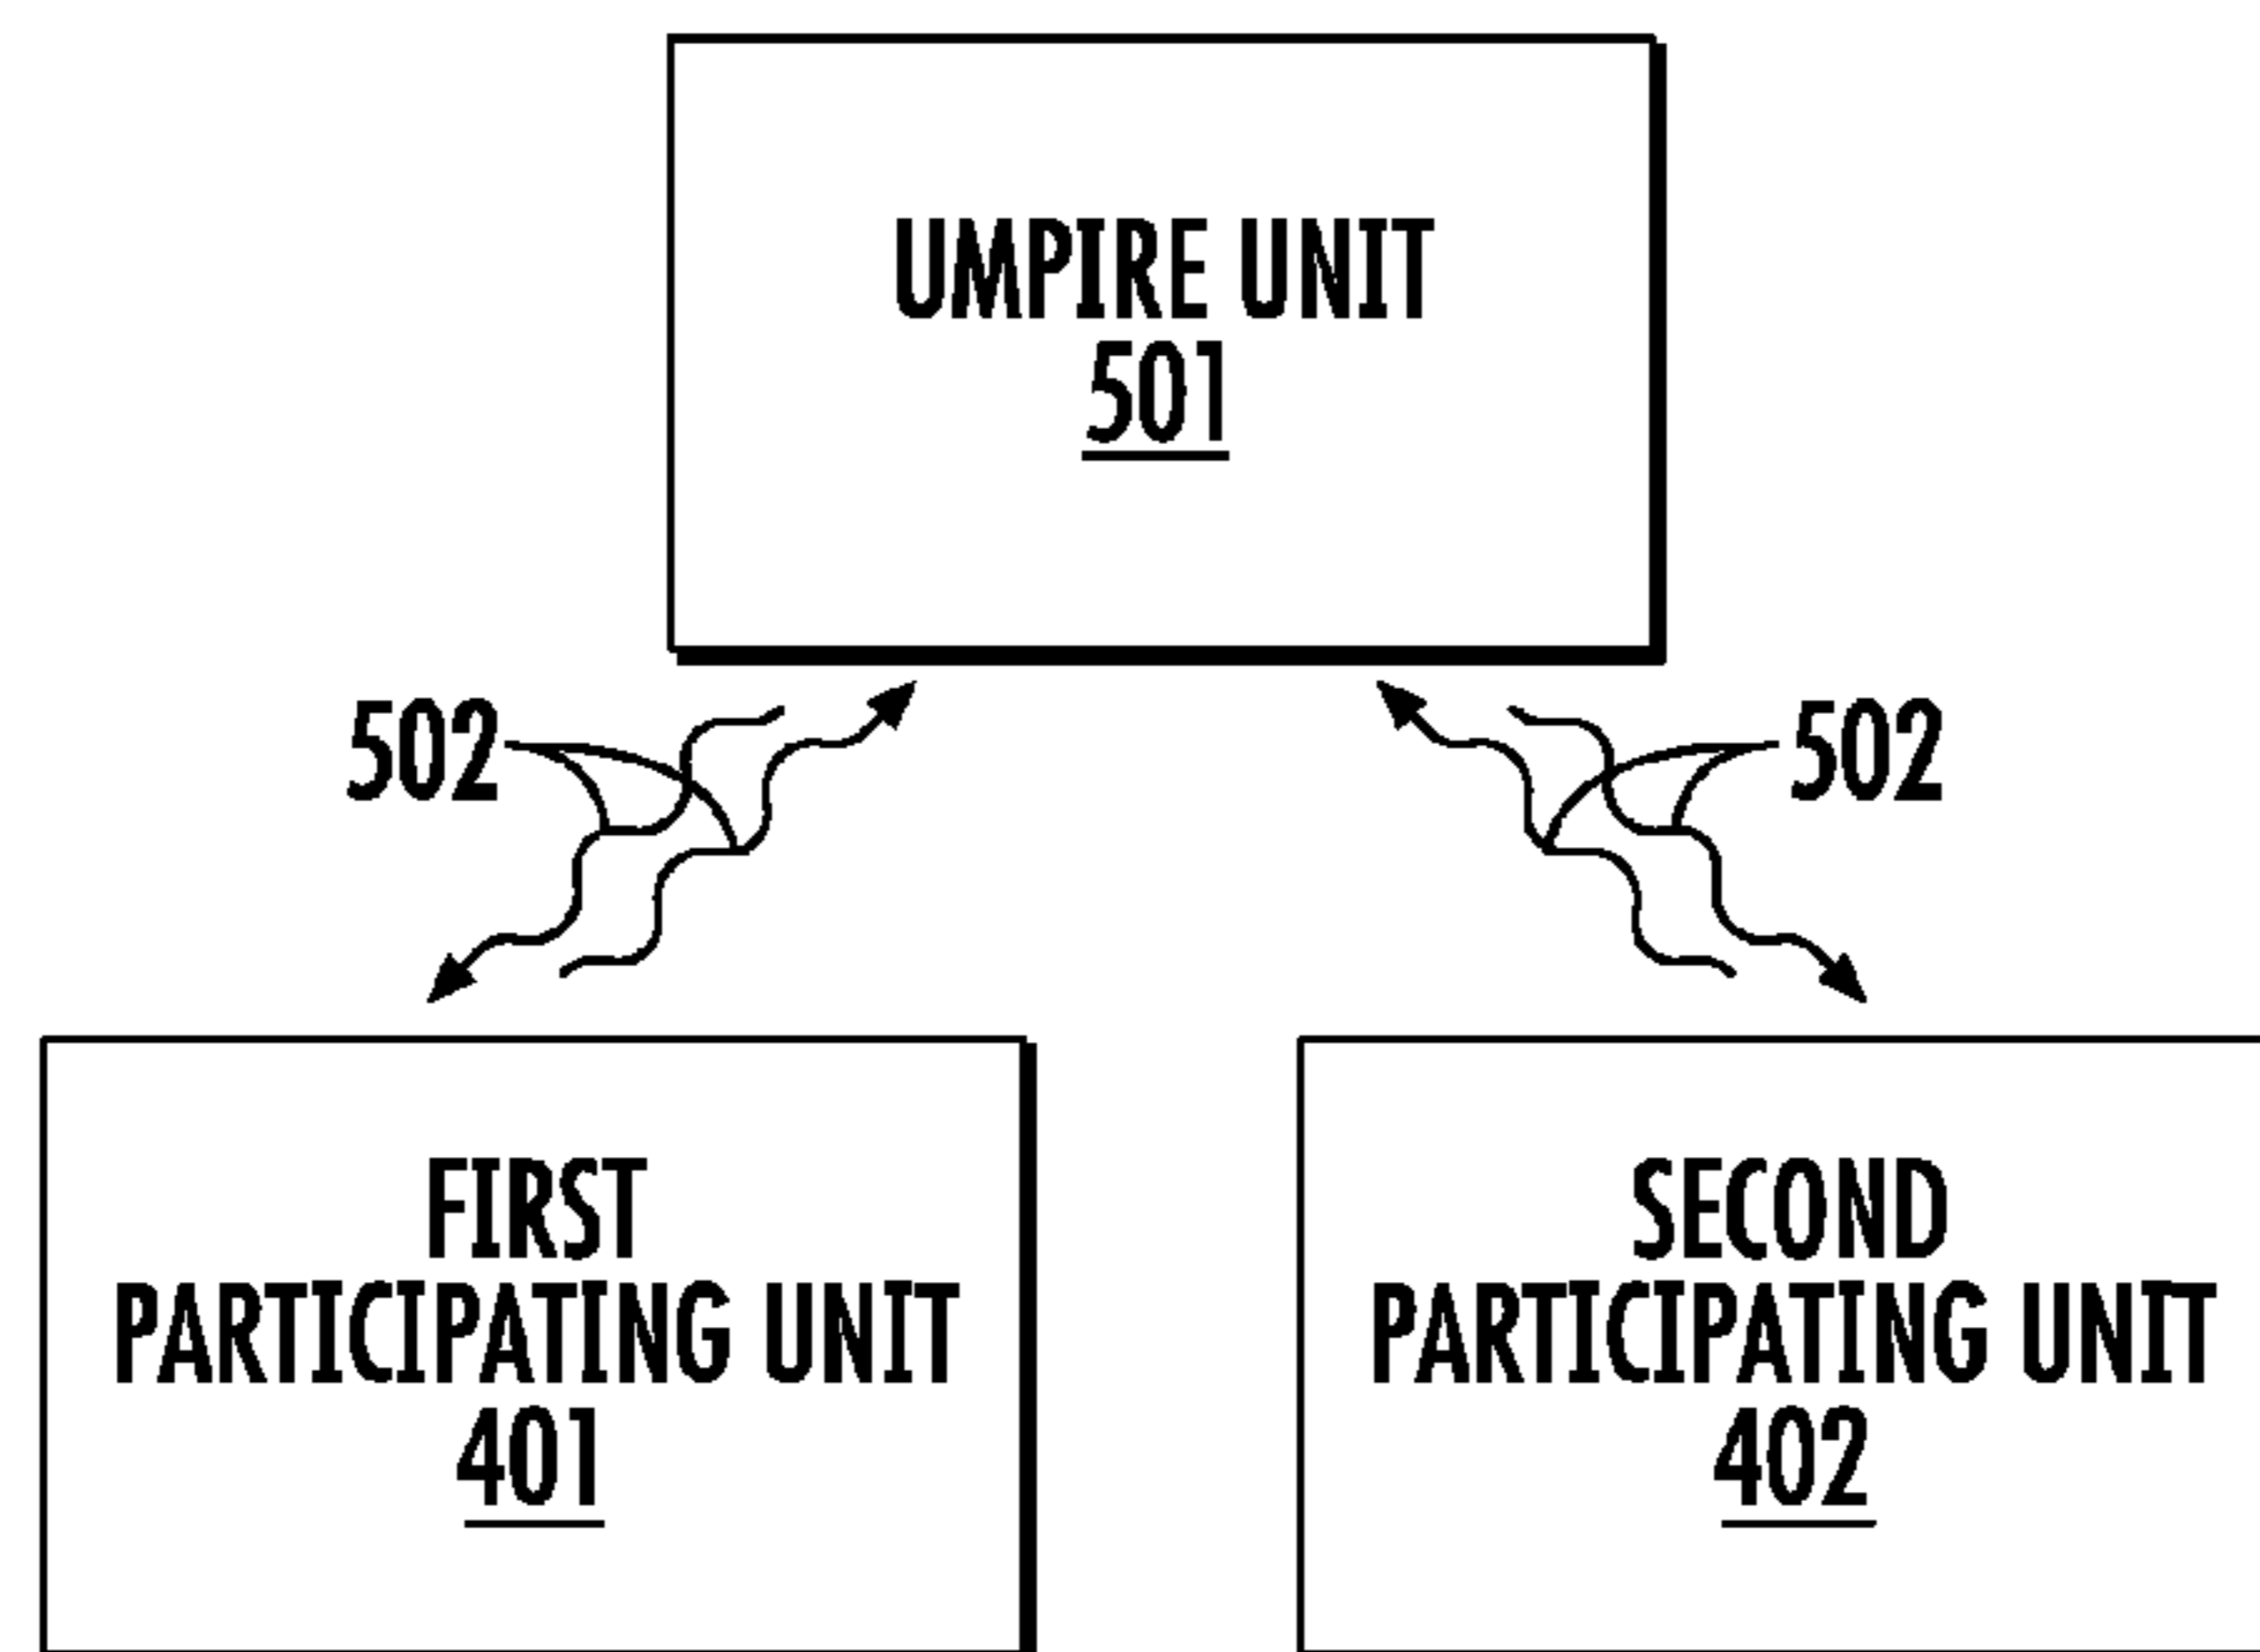 UMPIRE UNIT
501
502
502
FIRST
PARTICIPATING UNIT
401
SECOND
PARTICIPATING UNIT
402